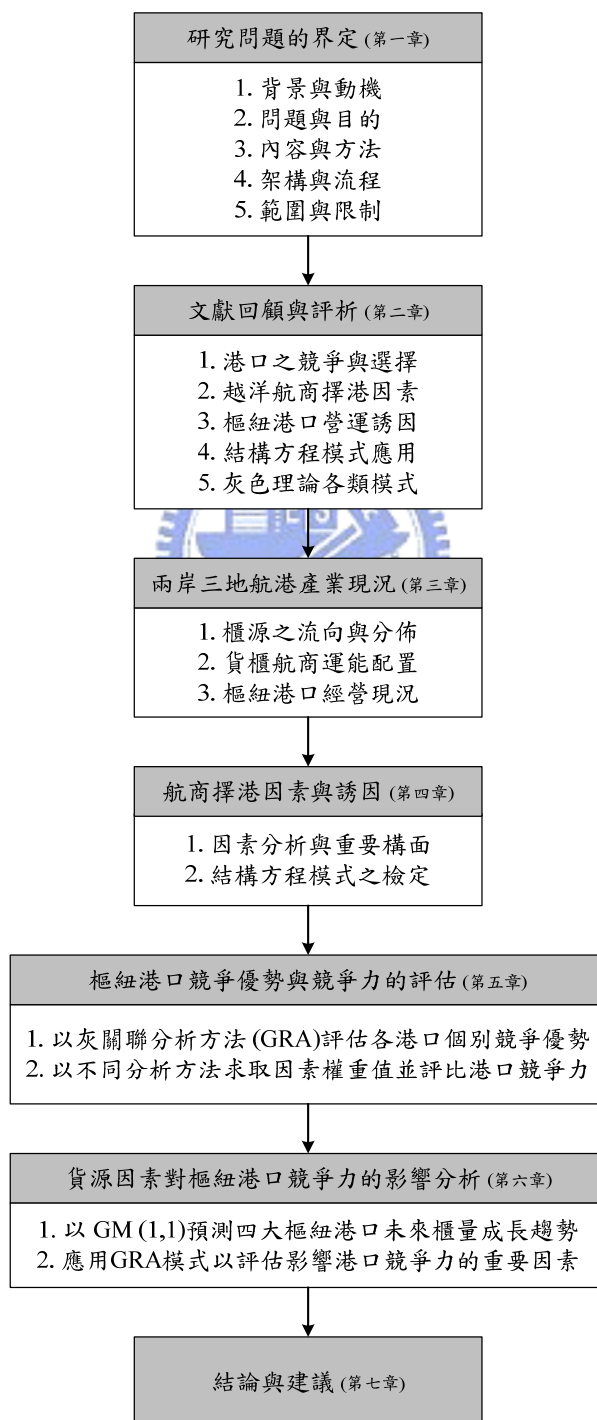 研究問題的界定 (第一章)
1. 背景與動機
2. 問題與目的
3. 內容與方法
4. 架構與流程
5. 範圍與限制
文獻回顧與評析 (第二章)
1. 港口之競爭與選擇
2. 越洋航商擇港因素
3. 樞紐港口營運誘因
4. 結構方程模式應用
5. 灰色理論各類模式
兩岸三地航港產業現況 (第三章)
1. 櫃源之流向與分佈
2. 貨櫃航商運能配置
3. 樞紐港口經營現況
航商擇港因素與誘因 (第四章)
1. 因素分析與重要構面
2. 結構方程模式之檢定
樞紐港口競爭優勢與競爭力的評估 (第五章)
1. 以灰關聯分析方法 (GRA)評估各港口個別競爭優勢
2. 以不同分析方法求取因素權重值並評比港口競爭力
貨源因素對樞紐港口競爭力的影響分析 (第六章)
1. 以 GM (1,1)預測四大樞紐港口未來櫃量成長趨勢
2. 應用GRA模式以評估影響港口競爭力的重要因素
結論與建議 (第七章)